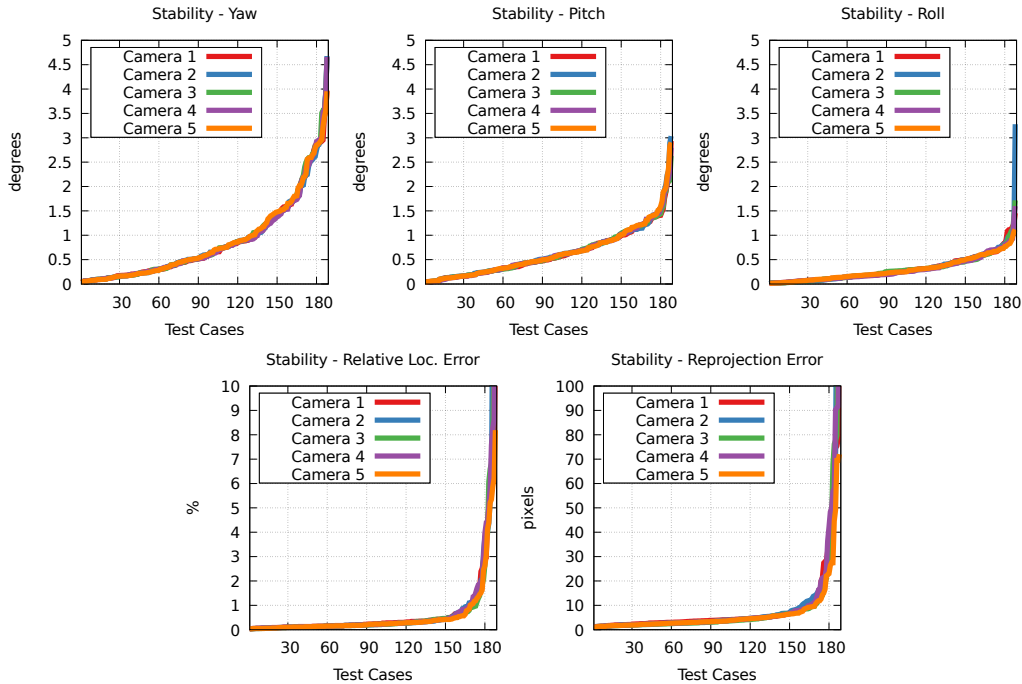 Stability - Yaw
degrees
5
4.5
4
3.5
3
2.5
2
1.5
1
0.5
0
Camera 1
Camera 2
Camera 3
Camera 4
Camera 5
30 60 90 120 150 180
Test Cases
Stability - Pitch
degrees
5
4.5
4
3.5
3
2.5
2
1.5
1
0.5
0
Camera 1
Camera 2
Camera 3
Camera 4
Camera 5
30 60 90 120 150 180
Test Cases
Stability - Roll
degrees
5
4.5
4
3.5
3
2.5
2
1.5
1
0.5
0
Camera 1
Camera 2
Camera 3
Camera 4
Camera 5
30 60 90 120 150 180
Test Cases
Stability - Relative Loc. Error
%
10
9
8
7
6
5
4
3
2
1
0
Camera 1
Camera 2
Camera 3
Camera 4
Camera 5
30 60 90 120 150 180
Test Cases
Stability - Reprojection Error
pixels
100
90
80
70
60
50
40
30
20
10
0
Camera 1
Camera 2
Camera 3
Camera 4
Camera 5
30 60 90 120 150 180
Test Cases